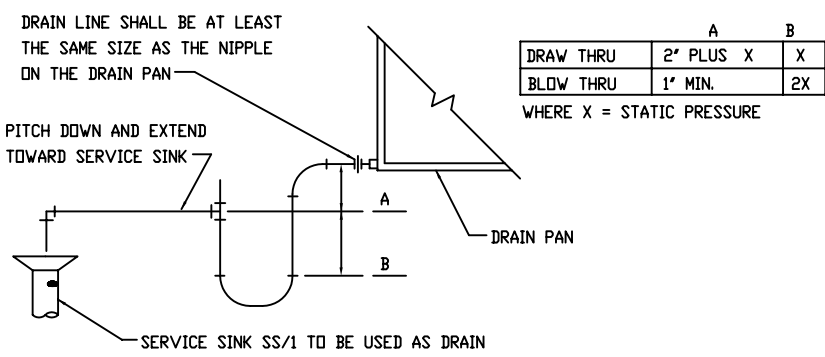 DRAIN LINE SHALL BE AT LEAST
THE SAME SIZE AS THE NIPPLE
ON THE DRAIN PAN
A B
DRAW THRU 2" PLUS X X
BLOW THRU 1" MIN. 2X
WHERE X = STATIC PRESSURE
PITCH DOWN AND EXTEND
TOWARD SERVICE SINK
A
B
DRAIN PAN
SERVICE SINK SS/1 TO BE USED AS DRAIN